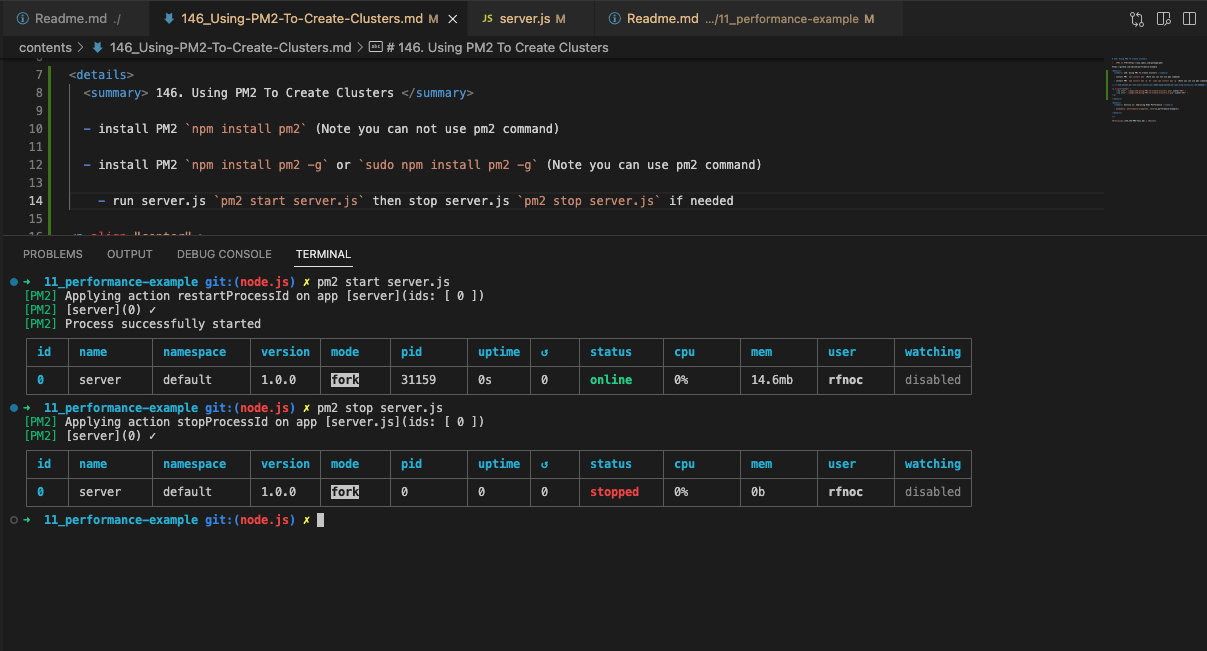 Readme.md ./
146_Using-PM2-To-Create-Clusters.md M
JS server.js M
Readme.md .../11_performance-example M
contents > 146_Using-PM2-To-Create-Clusters.md > # 146. Using PM2 To Create Clusters
7 <details>
8 <summary> 146. Using PM2 To Create Clusters </summary>
9
10 - install PM2 `npm install pm2` (Note you can not use pm2 command)
11
12 - install PM2 `npm install pm2 -g` or `sudo npm install pm2 -g` (Note you can use pm2 command)
13
14 - run server.js `pm2 start server.js` then stop server.js `pm2 stop server.js` if needed
15
PROBLEMS OUTPUT DEBUG CONSOLE TERMINAL
➜ 11_performance-example git:(node.js) ✗ pm2 start server.js
[PM2] Applying action restartProcessId on app [server](ids: [ 0 ])
[PM2] [server](0) ✓
[PM2] Process successfully started
id name namespace version mode pid uptime ↺ status cpu mem user watching
0 server default 1.0.0 fork 31159 0s 0 online 0% 14.6mb rfnoc disabled
➜ 11_performance-example git:(node.js) ✗ pm2 stop server.js
[PM2] Applying action stopProcessId on app [server.js](ids: [ 0 ])
[PM2] [server](0) ✓
id name namespace version mode pid uptime ↺ status cpu mem user watching
0 server default 1.0.0 fork 0 0 0 stopped 0% 0b rfnoc disabled
➜ 11_performance-example git:(node.js) ✗